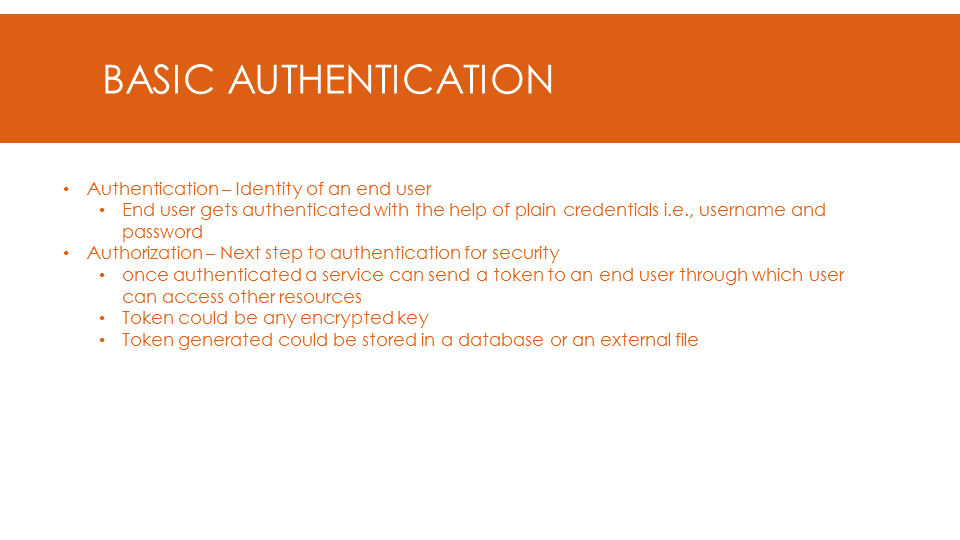 BASIC AUTHENTICATION
• Authentication – Identity of an end user
• End user gets authenticated with the help of plain credentials i.e., username and
password
• Authorization – Next step to authentication for security
• once authenticated a service can send a token to an end user through which user
can access other resources
• Token could be any encrypted key
• Token generated could be stored in a database or an external file